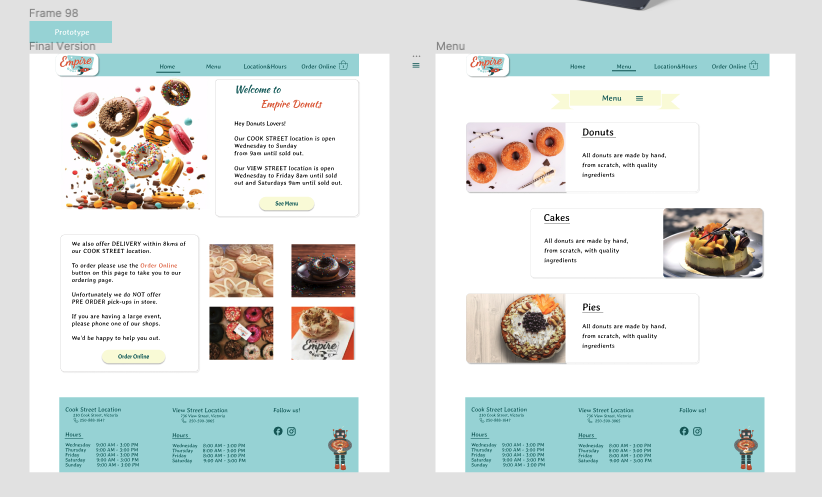 Frame 98
Prototype
Final Version
Empire
Home Menu Location&Hours Order Online
Welcome to
Empire Donuts
Hey Donuts Lovers!
Our COOK STREET location is open
Wednesday to Sunday
from 9am until sold out.
Our VIEW STREET location is open
Wednesday to Friday 8am until sold
out and Saturdays 9am until sold out.
See Menu
We also offer DELIVERY within 8kms of
our COOK STREET location.
To order please use the Order Online
button on this page to take you to our
ordering page.
Unfortunately we do NOT offer
PRE ORDER pick-ups in store.
If you are having a large event,
please phone one of our shops.
We'd be happy to help you out.
Order Online
Empire
Cook Street Location
Cook Street, Victoria
Hours
Wednesday 9:00 AM - 3:00 PM
Thursday 9:00 AM - 3:00 PM
Friday 9:00 AM - 3:00 PM
Saturday 9:00 AM - 3:00 PM
Sunday 9:00 AM - 3:00 PM
View Street Location
View Street, Victoria
Hours
Wednesday 8:00 AM - 3:00 PM
Thursday 8:00 AM - 3:00 PM
Friday 8:00 AM - 3:00 PM
Saturday 9:00 AM - 3:00 PM
Follow us!
Menu
Empire
Home Menu Location&Hours Order Online
Menu
Donuts
All donuts are made by hand,
from scratch, with quality
ingredients
Cakes
All donuts are made by hand,
from scratch, with quality
ingredients
Pies
All donuts are made by hand,
from scratch, with quality
ingredients
Cook Street Location
Cook Street, Victoria
Hours
Wednesday 9:00 AM - 3:00 PM
Thursday 9:00 AM - 3:00 PM
Friday 9:00 AM - 3:00 PM
Saturday 9:00 AM - 3:00 PM
Sunday 9:00 AM - 3:00 PM
View Street Location
View Street, Victoria
Hours
Wednesday 8:00 AM - 3:00 PM
Thursday 8:00 AM - 3:00 PM
Friday 8:00 AM - 3:00 PM
Saturday 9:00 AM - 3:00 PM
Follow us!